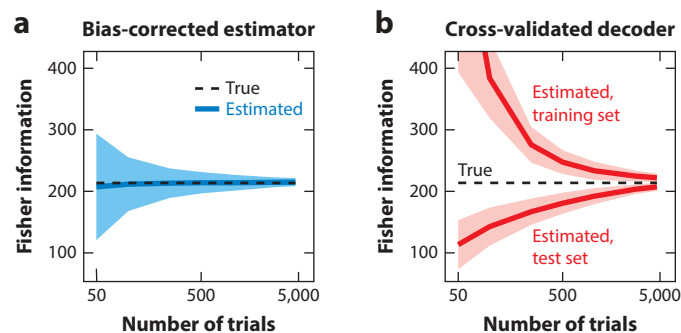 a Bias-corrected estimator
Fisher information
400
300
200
100
True
Estimated
50
500
5,000
Number of trials
b Cross-validated decoder
Fisher information
400
300
200
100
Estimated,
training set
True
Estimated,
test set
50
500
5,000
Number of trials